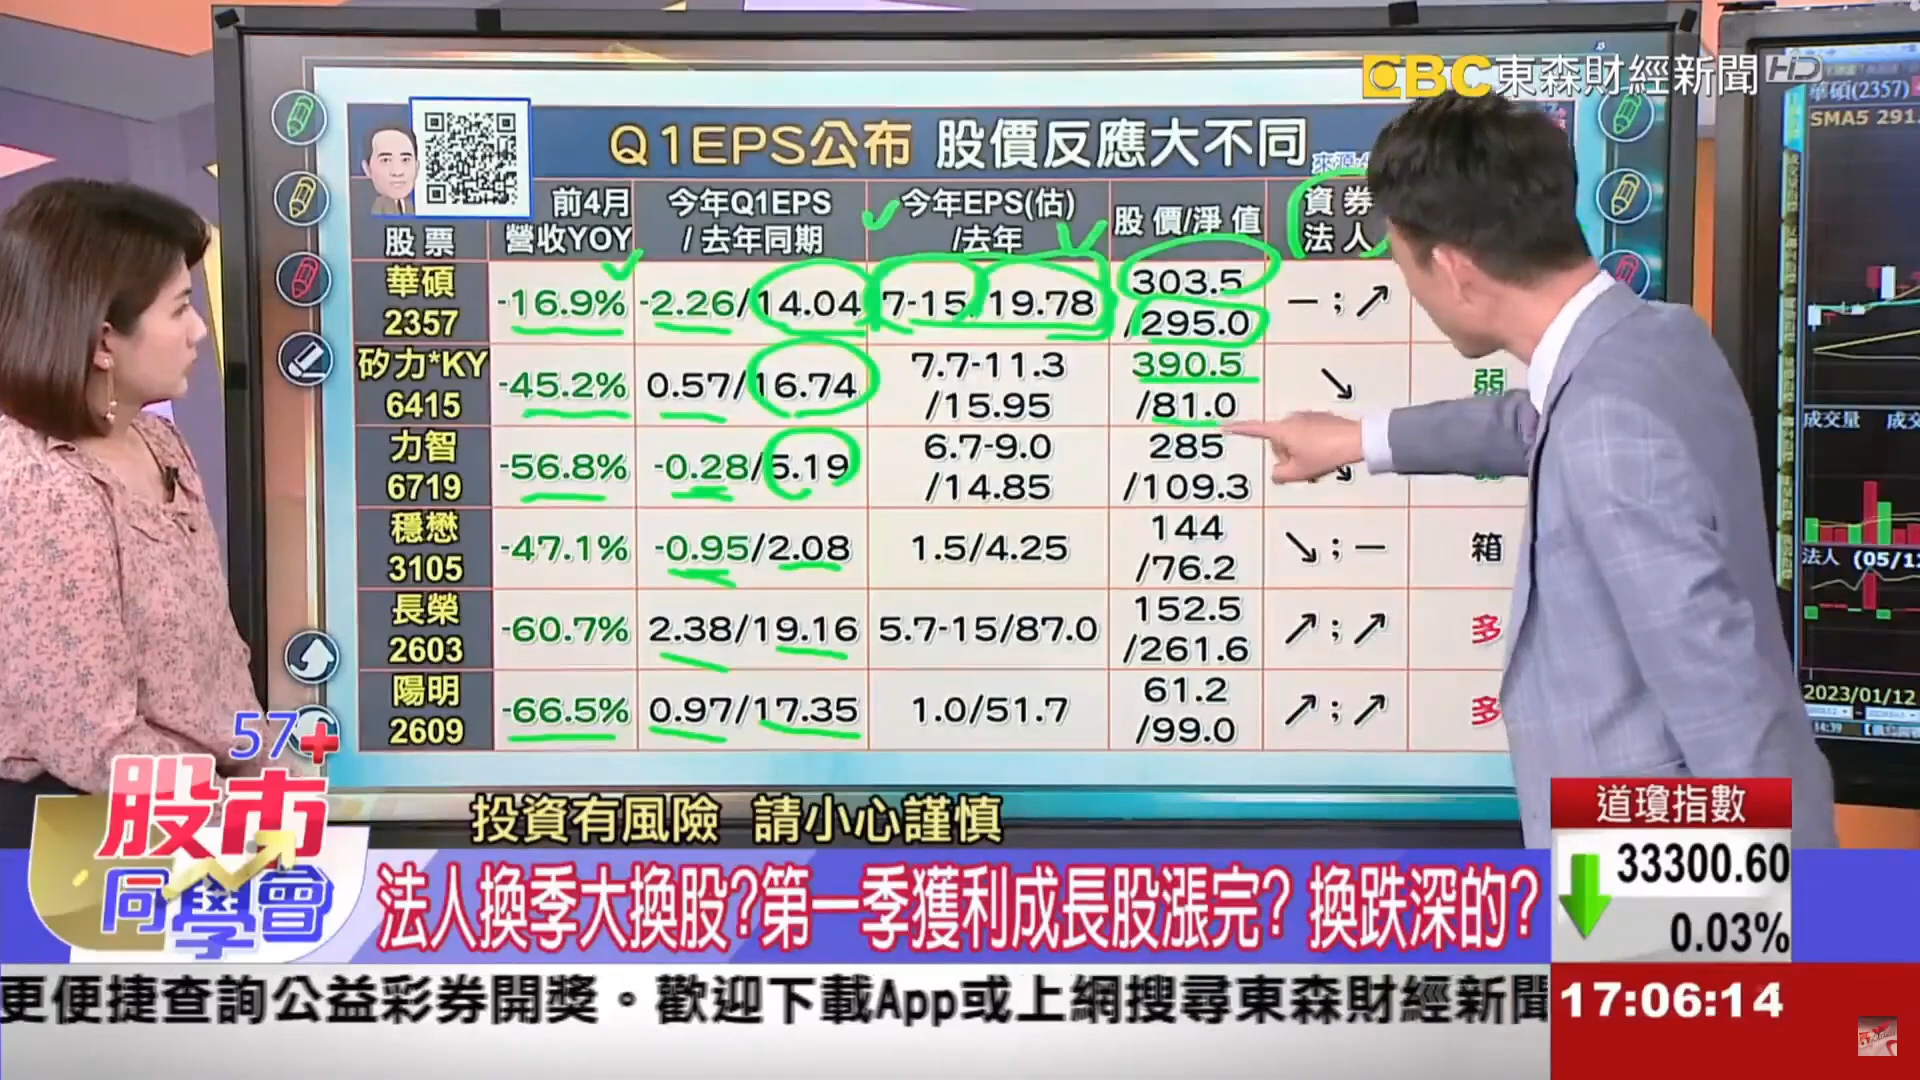 EBC東森財經新聞HD
Q1EPS公布 股價反應大不同
股票
前4月
營收YOY
今年Q1EPS
/去年同期
今年EPS(估)
/去年
股價/淨值
資券
法人
華碩
2357
-16.9%
-2.26/14.04
7-15/19.78
303.5
/295.0
—;↗
矽力*KY
6415
-45.2%
0.57/16.74
7.7-11.3
/15.95
390.5
/81.0
↘
弱
力智
6719
-56.8%
-0.28/5.19
6.7-9.0
/14.85
285
/109.3
穩懋
3105
-47.1%
-0.95/2.08
1.5/4.25
144
/76.2
↘;—
箱
長榮
2603
-60.7%
2.38/19.16
5.7-15/87.0
152.5
/261.6
↗;↗
多
陽明
2609
-66.5%
0.97/17.35
1.0/51.7
61.2
/99.0
↗;↗
多
華碩(2357)
SMA5 291.
成交量 成交
法人 (05/12
2023/01/12
57+
股市
同學會
投資有風險 請小心謹慎
法人換季大換股?第一季獲利成長股漲完? 換跌深的?
道瓊指數
33300.60
0.03%
更便捷查詢公益彩券開獎。歡迎下載App或上網搜尋東森財經新聞
17:06:14